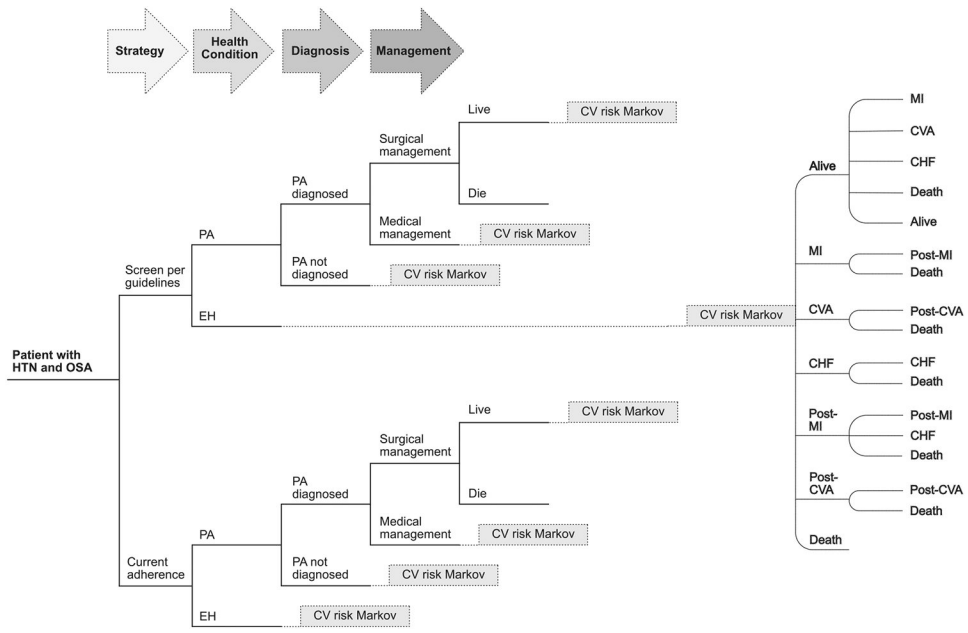 Strategy
Health
Condition
Diagnosis
Management
Live
CV risk Markov
Surgical
management
Die
PA
diagnosed
Medical
management
CV risk Markov
PA
PA not
diagnosed
CV risk Markov
Screen per
guidelines
EH
CV risk Markov
Patient with
HTN and OSA
Live
CV risk Markov
Surgical
management
Die
PA
diagnosed
Medical
management
CV risk Markov
PA
PA not
diagnosed
CV risk Markov
Current
adherence
EH
CV risk Markov
Alive
MI
CVA
CHF
Death
Alive
MI
Post-MI
Death
CVA
Post-CVA
Death
CHF
CHF
Death
Post-
MI
Post-MI
CHF
Death
Post-
CVA
Post-CVA
Death
Death